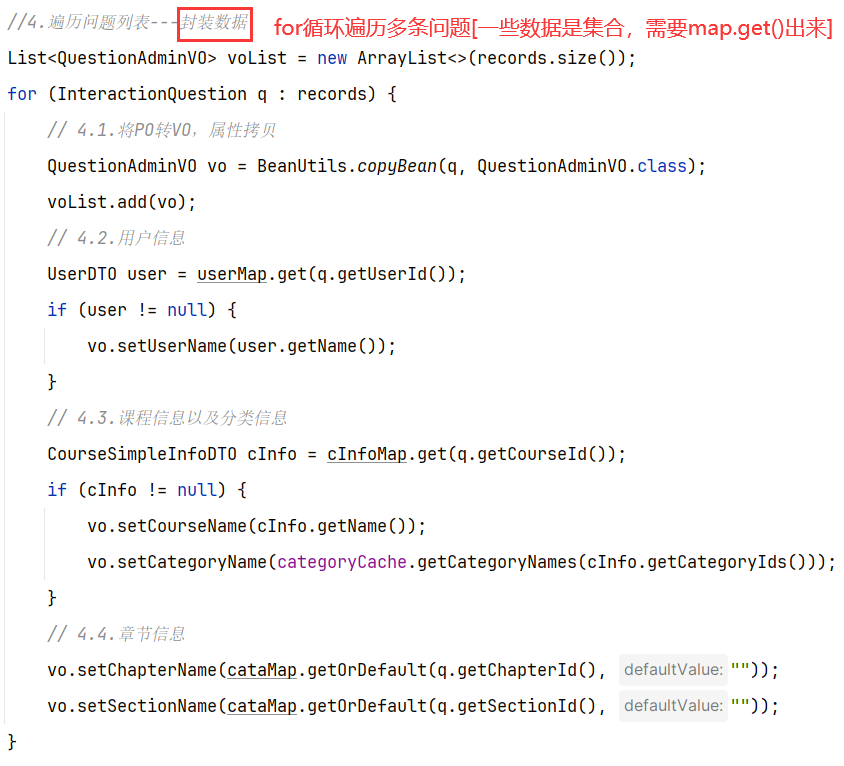 //4.遍历问题列表---封装数据 for循环遍历多条问题[一些数据是集合，需要map.get()出来]
List<QuestionAdminVO> voList = new ArrayList<>(records.size());
for (InteractionQuestion q : records) {
// 4.1.将PO转VO，属性拷贝
QuestionAdminVO vo = BeanUtils.copyBean(q, QuestionAdminVO.class);
voList.add(vo);
// 4.2.用户信息
UserDTO user = userMap.get(q.getUserId());
if (user != null) {
vo.setUserName(user.getName());
}
// 4.3.课程信息以及分类信息
CourseSimpleInfoDTO cInfo = cInfoMap.get(q.getCourseId());
if (cInfo != null) {
vo.setCourseName(cInfo.getName());
vo.setCategoryName(categoryCache.getCategoryNames(cInfo.getCategoryIds()));
}
// 4.4.章节信息
vo.setChapterName(cataMap.getOrDefault(q.getChapterId(), defaultValue: ""));
vo.setSectionName(cataMap.getOrDefault(q.getSectionId(), defaultValue: ""));
}